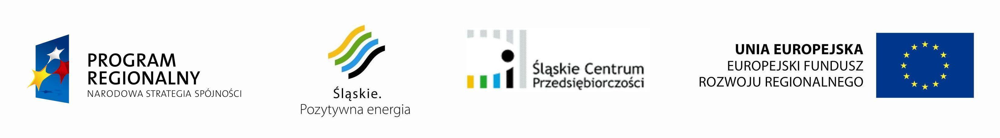 PROGRAM
REGIONALNY
NARODOWA STRATEGIA SPÓJNOŚCI
Śląskie.
Pozytywna energia
Śląskie Centrum
Przedsiębiorczości
UNIA EUROPEJSKA
EUROPEJSKI FUNDUSZ
ROZWOJU REGIONALNEGO